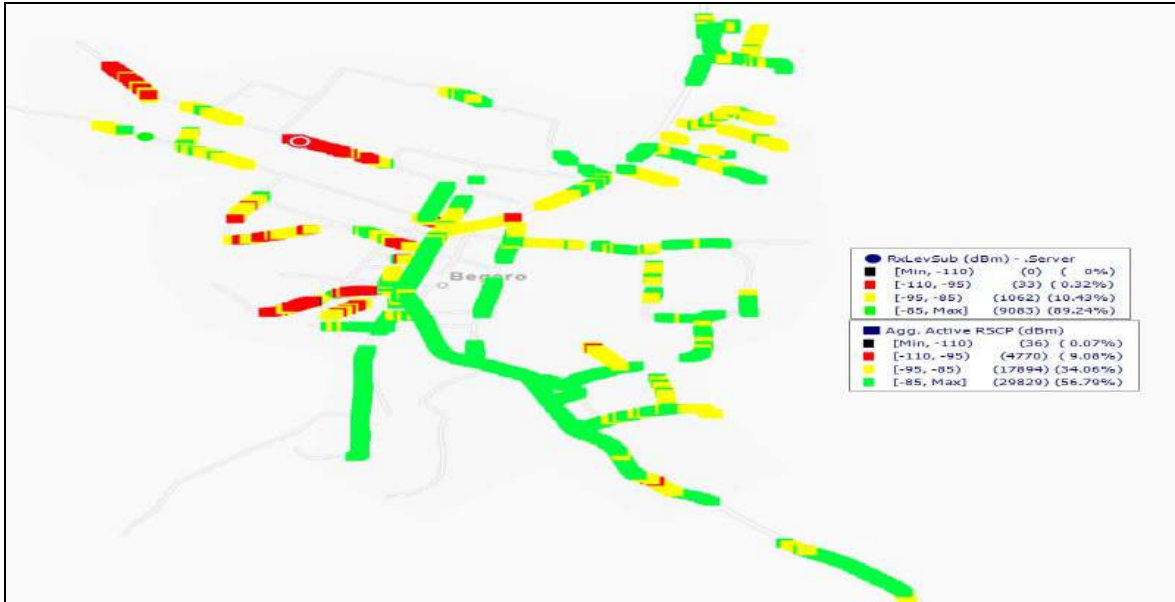 Begoro
RxLevSub (dBm) - .Server
[Min, -110) (0) ( 0%)
[-110, -95) (33) ( 0.32%)
[-95, -85) (1062) (10.43%)
[-85, Max] (9083) (89.24%)
Agg. Active RSCP (dBm)
[Min, -110) (36) ( 0.07%)
[-110, -95) (4770) ( 9.08%)
[-95, -85) (17894) (34.06%)
[-85, Max] (29829) (56.79%)